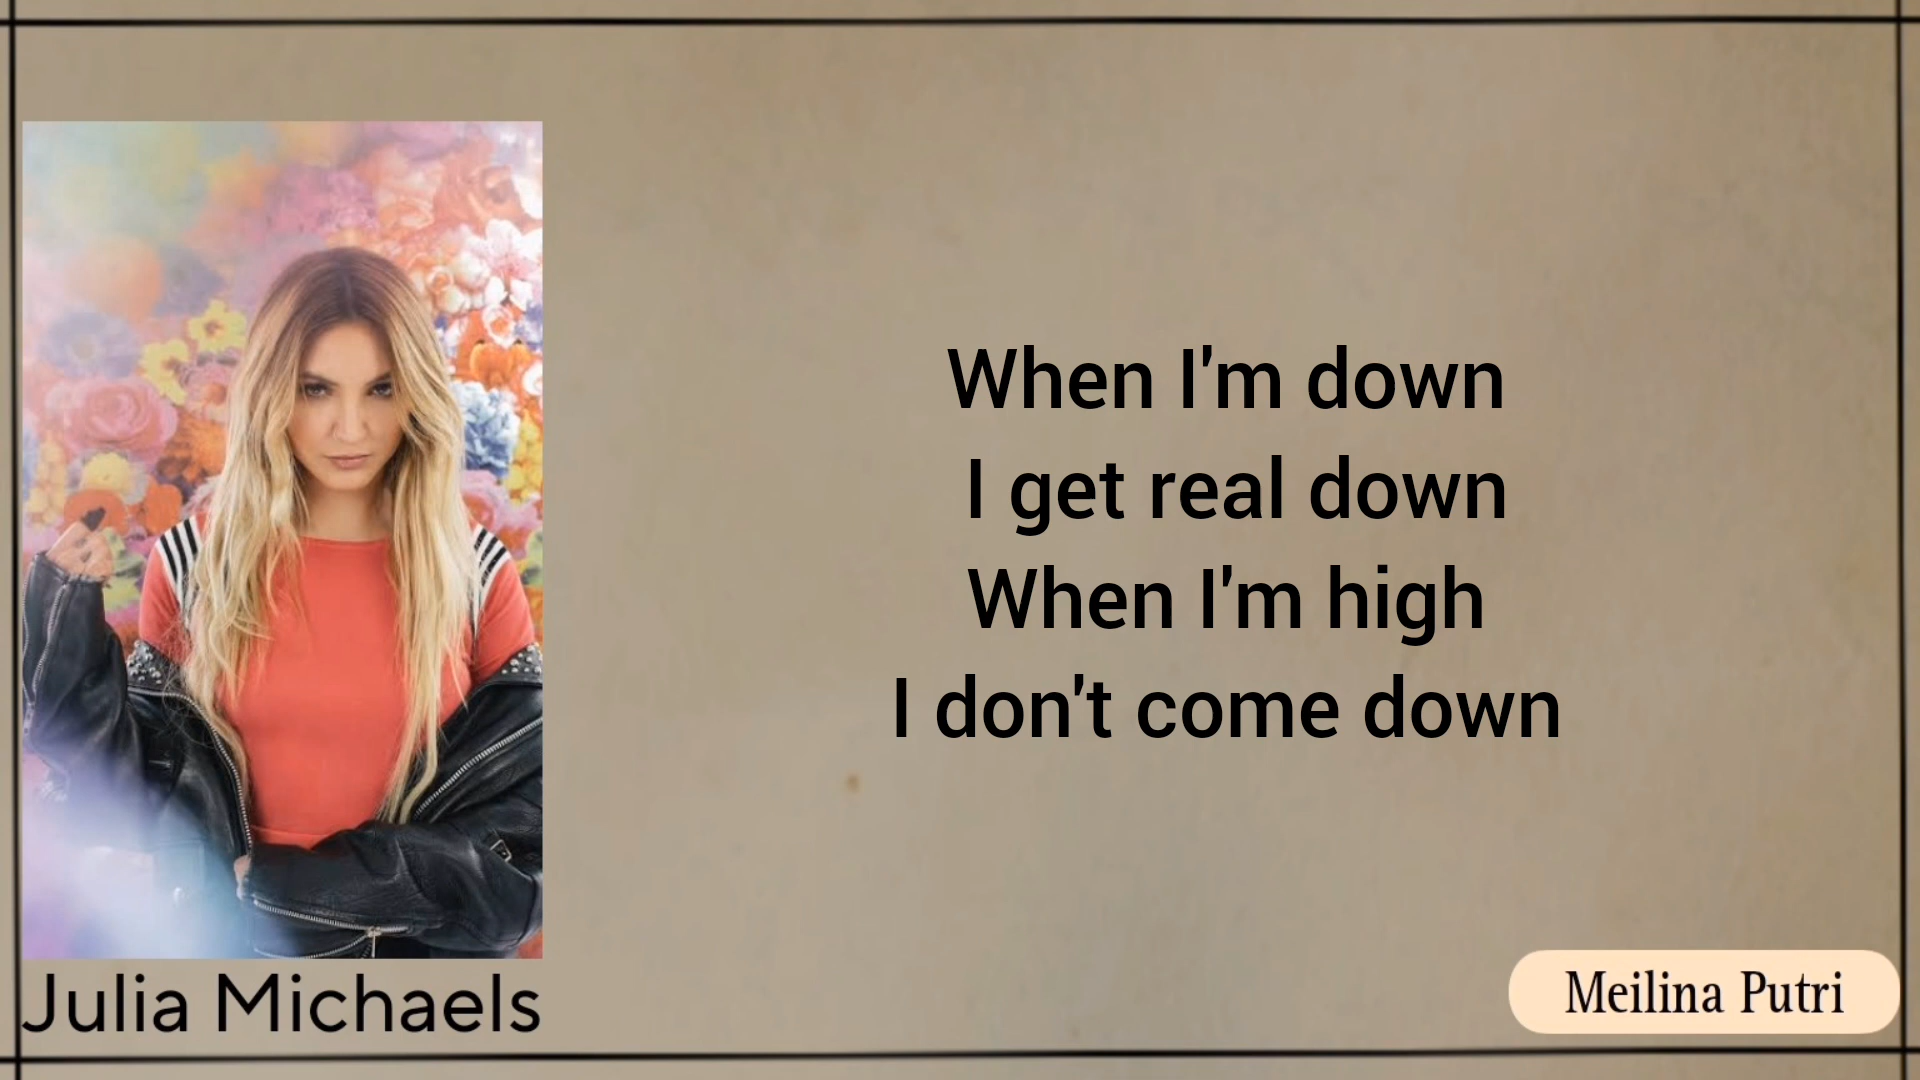 When I'm down
I get real down
When I'm high
I don't come down
Julia Michaels
Meilina Putri